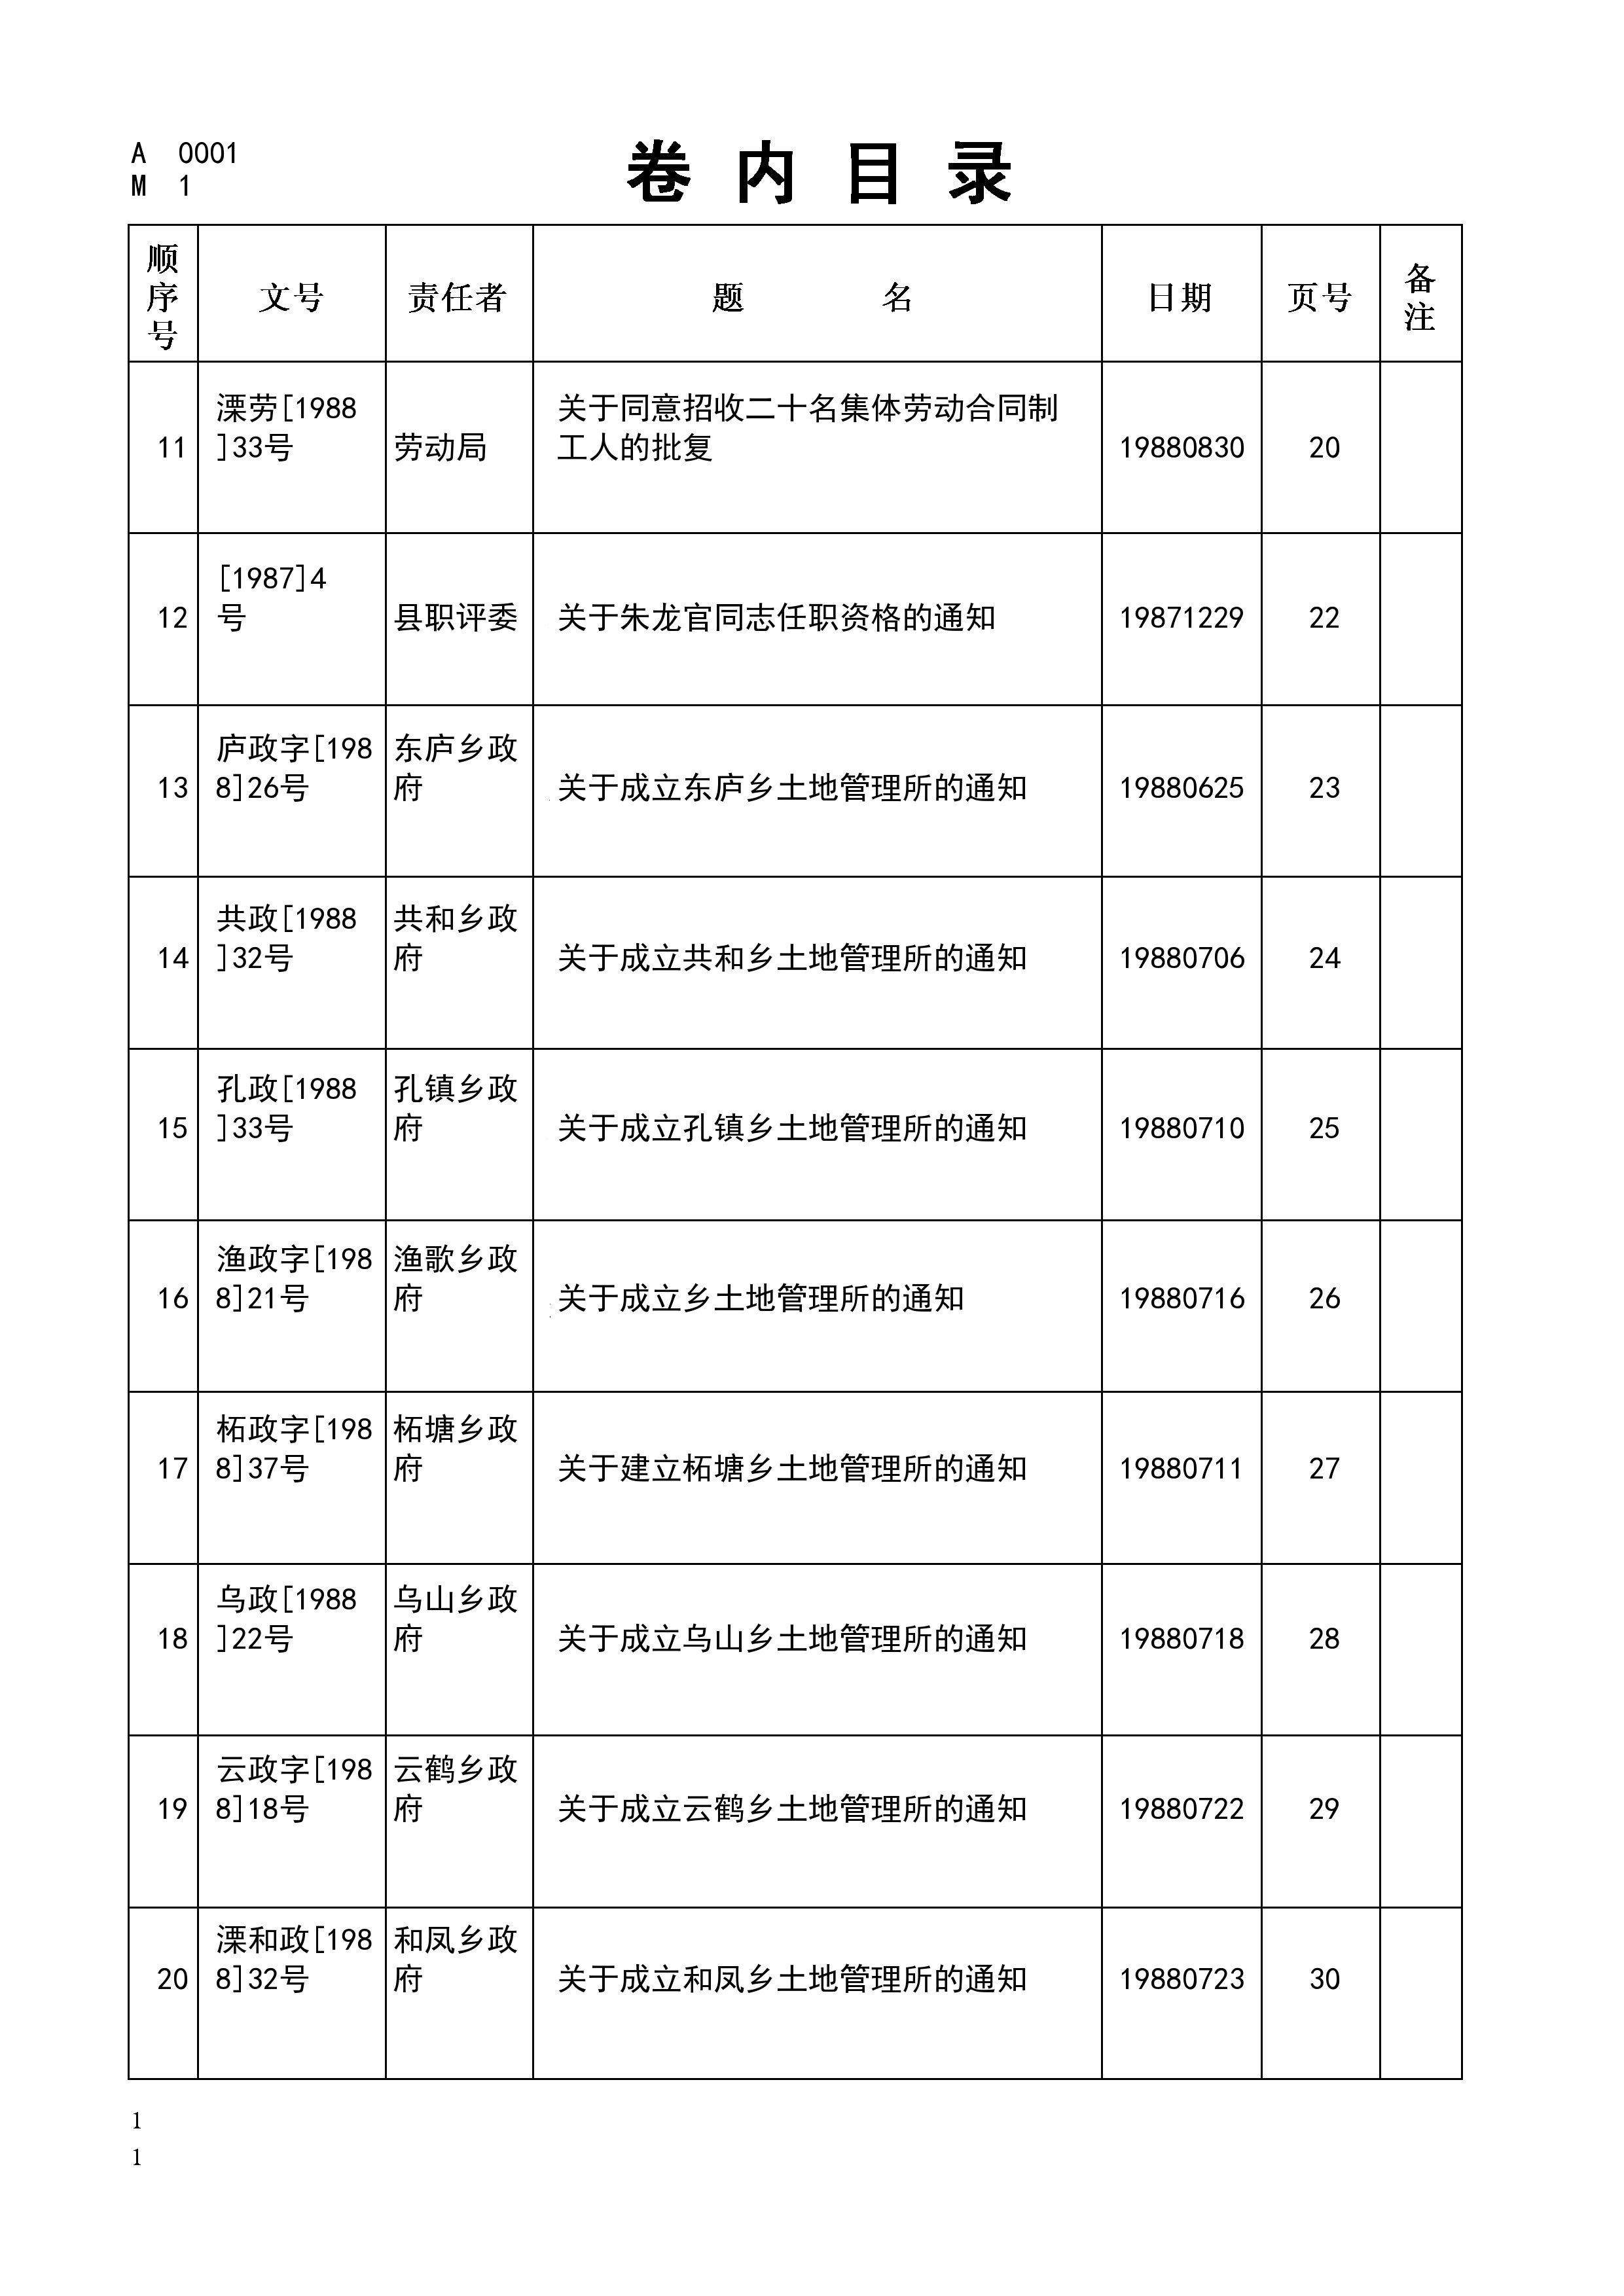 A 0001
M 1
卷内目录
顺序号 文号 责任者 题名 日期 页号 备注
溧劳[1988 关于同意招收二十名集体劳动合同制
11 ]33号 劳动局 工人的批复 19880830 20
[1987]4
12 号 县职评委 关于朱龙官同志任职资格的通知 19871229 22
庐政字[198 东庐乡政
13 8]26号 府 关于成立东庐乡土地管理所的通知 19880625 23
共政[1988 共和乡政
14 ]32号 府 关于成立共和乡土地管理所的通知 19880706 24
孔政[1988 孔镇乡政
15 ]33号 府 关于成立孔镇乡土地管理所的通知 19880710 25
渔政字[198 渔歌乡政
16 8]21号 府 关于成立乡土地管理所的通知 19880716 26
柘政字[198 柘塘乡政
17 8]37号 府 关于建立柘塘乡土地管理所的通知 19880711 27
乌政[1988 乌山乡政
18 ]22号 府 关于成立乌山乡土地管理所的通知 19880718 28
云政字[198 云鹤乡政
19 8]18号 府 关于成立云鹤乡土地管理所的通知 19880722 29
溧和政[198 和凤乡政
20 8]32号 府 关于成立和凤乡土地管理所的通知 19880723 30
1
1